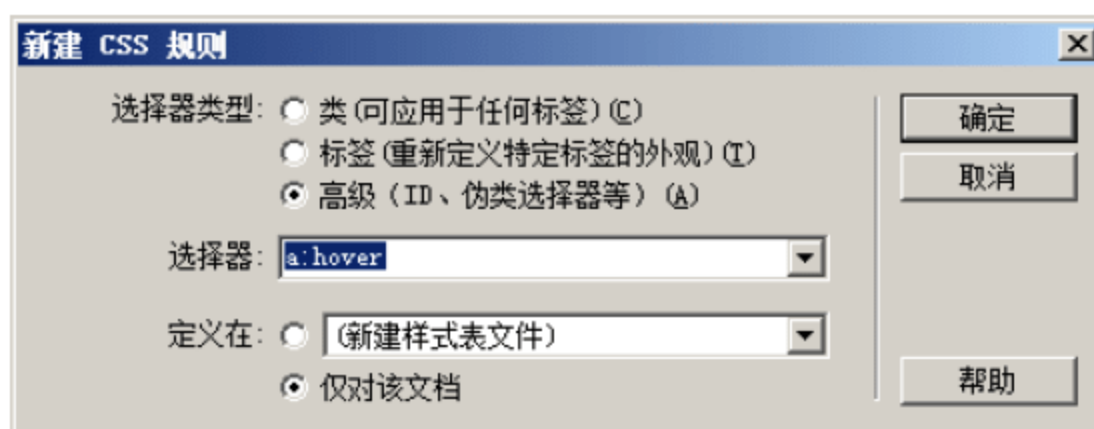 新建 CSS 规则
选择器类型: 类(可应用于任何标签)(C)
标签(重新定义特定标签的外观)(T)
高级（ID、伪类选择器等）(A)
选择器: a:hover
定义在: (新建样式表文件)
仅对该文档
确定
取消
帮助